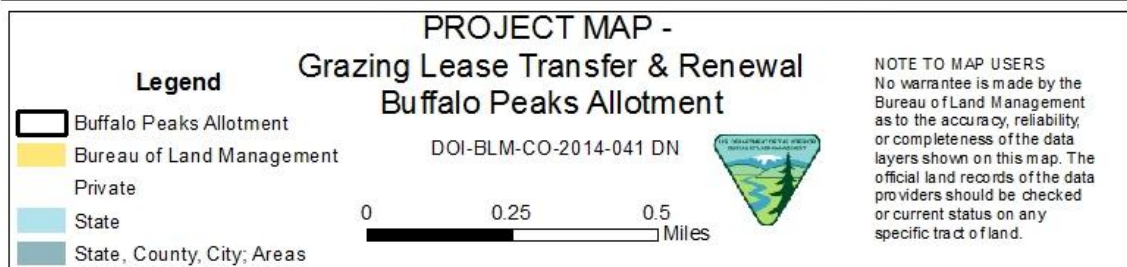 PROJECT MAP -
Grazing Lease Transfer & Renewal
Buffalo Peaks Allotment
DOI-BLM-CO-2014-041 DN
Legend
Buffalo Peaks Allotment
Bureau of Land Management
Private
State
State, County, City; Areas
0 0.25 0.5
Miles
NOTE TO MAP USERS
No warrantee is made by the
Bureau of Land Management
as to the accuracy, reliability,
or completeness of the data
layers shown on this map. The
official land records of the data
providers should be checked
or current status on any
specific tract of land.